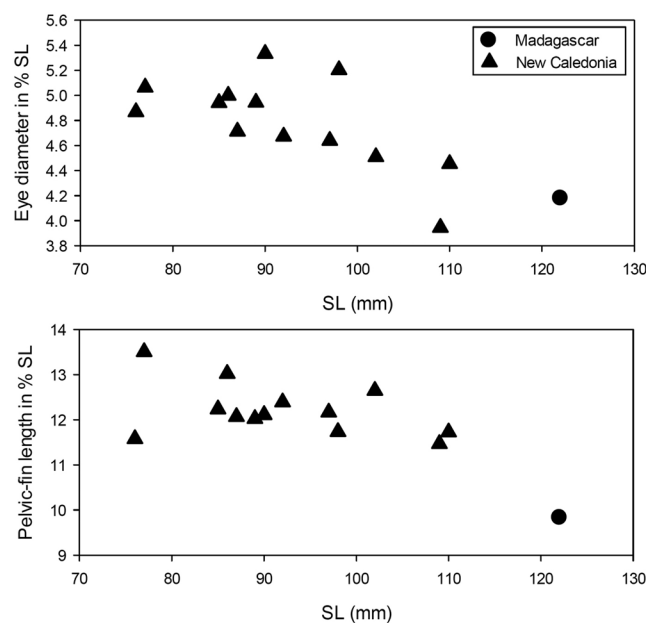 5.6
5.4
5.2
5.0
4.8
4.6
4.4
4.2
4.0
3.8
Eye diameter in % SL
Madagascar
New Caledonia
70 80 90 100 110 120 130
SL (mm)
14
13
12
11
10
9
Pelvic-fin length in % SL
70 80 90 100 110 120 130
SL (mm)